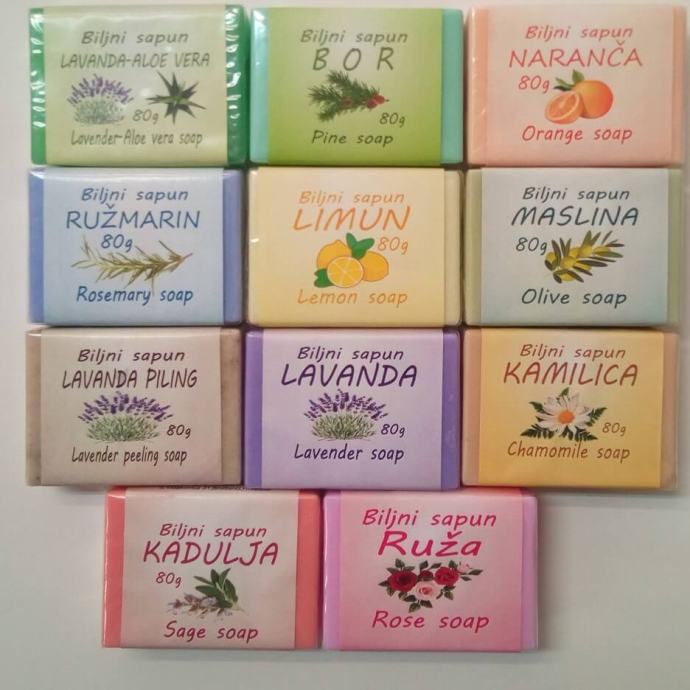 Biljni sapun
LAVANDA-ALOE VERA
80g
Lavender-Aloe vera soap
Biljni sapun
BOR
80g
Pine soap
Biljni sapun
NARANČA
80g
Orange soap
Biljni sapun
RUŽMARIN
80g
Rosemary soap
Biljni sapun
LIMUN
80g
Lemon soap
Biljni sapun
MASLINA
80g
Olive soap
Biljni sapun
LAVANDA PILING
80g
Lavender peeling soap
Biljni sapun
LAVANDA
80g
Lavender soap
Biljni sapun
KAMILICA
80g
Chamomile soap
Biljni sapun
KADULJA
80g
Sage soap
Biljni sapun
Ruža
Rose soap